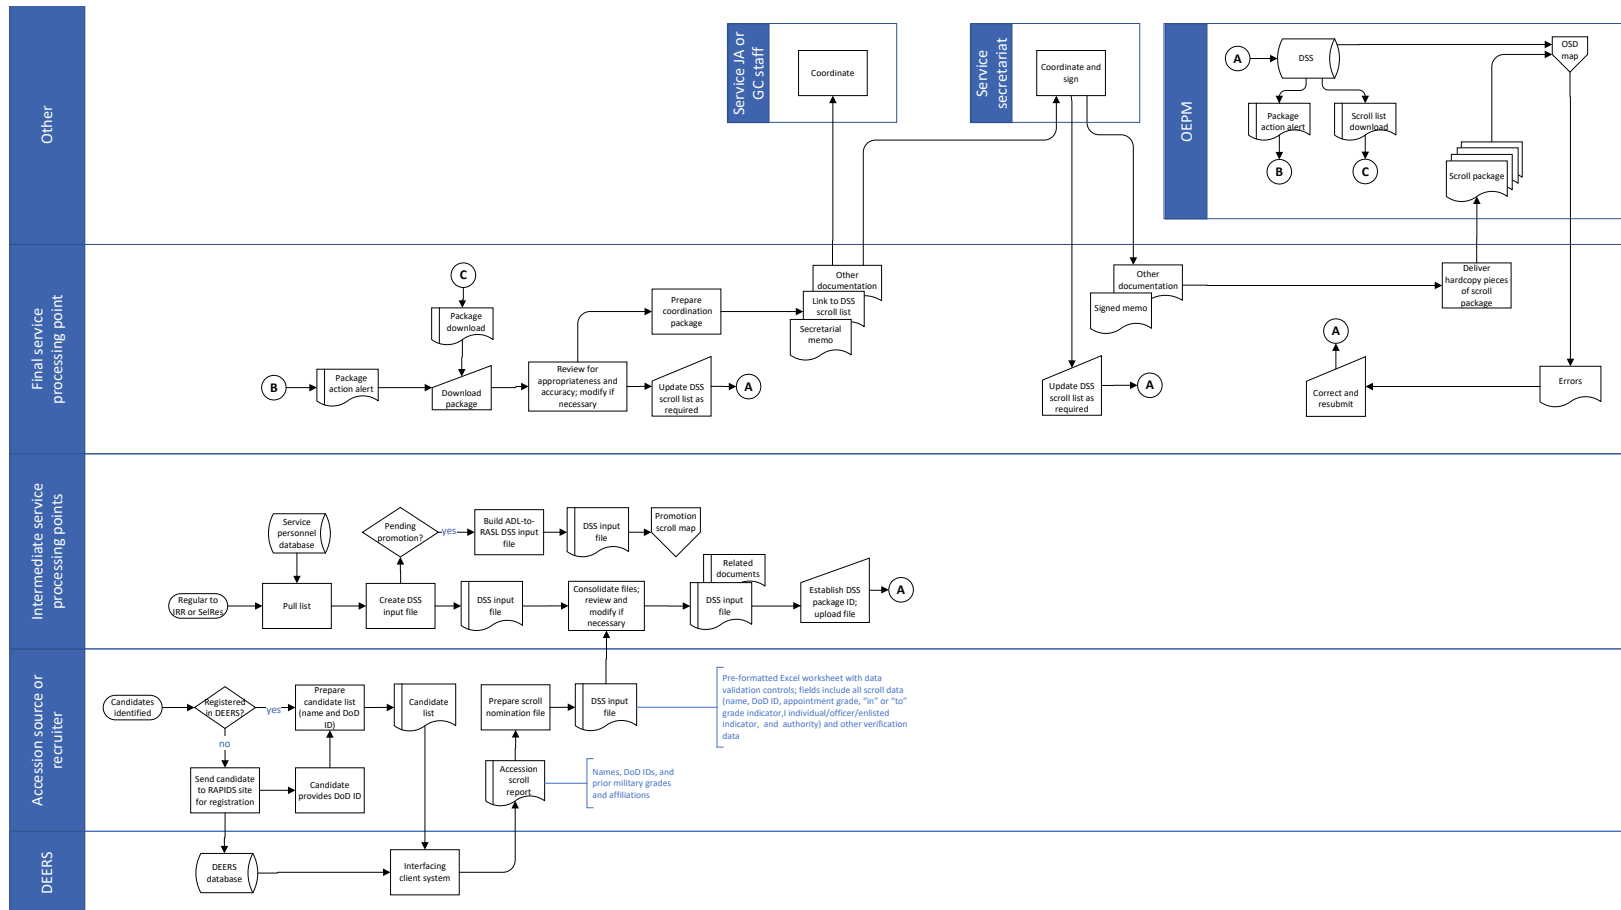 Other
Service JA or
GC staff
Coordinate
Service
secretariat
Coordinate and
sign
OEPM
A
DSS
OSD
map
Package
action alert
Scroll list
download
B
C
Scroll package
Final service
processing point
C
Package
download
B
Package
action alert
Download
package
Review for
appropriateness and
accuracy; modify if
necessary
Prepare
coordination
package
Update DSS
scroll list as
required
A
Other
documentation
Link to DSS
scroll list
Secretarial
memo
Other
documentation
Signed memo
Update DSS
scroll list as
required
A
Deliver
hardcopy pieces
of scroll
package
A
Correct and
resubmit
Errors
Intermediate service
processing points
Service
personnel
database
Pending
promotion?
yes
Build ADL-to-
RASL DSS input
file
DSS input
file
Promotion
scroll map
Regular to
IRR or SelRes
Pull list
Create DSS
input file
DSS input
file
Consolidate files;
review and
modify if
necessary
Related
documents
DSS input
file
Establish DSS
package ID;
upload file
A
Accession source or
recruiter
Candidates
identified
Registered
in DEERS?
yes
no
Prepare
candidate list
(name and DoD
ID)
Candidate
list
Send candidate
to RAPIDS site
for registration
Candidate
provides DoD ID
Prepare scroll
nomination file
DSS input
file
Pre-formatted Excel worksheet with data
validation controls; fields include all scroll data
(name, DoD ID, appointment grade, “in” or “to”
grade indicator,I individual/officer/enlisted
indicator, and authority) and other verification
data
Accession
scroll
report
Names, DoD IDs, and
prior military grades
and affiliations
DEERS
DEERS
database
Interfacing
client system